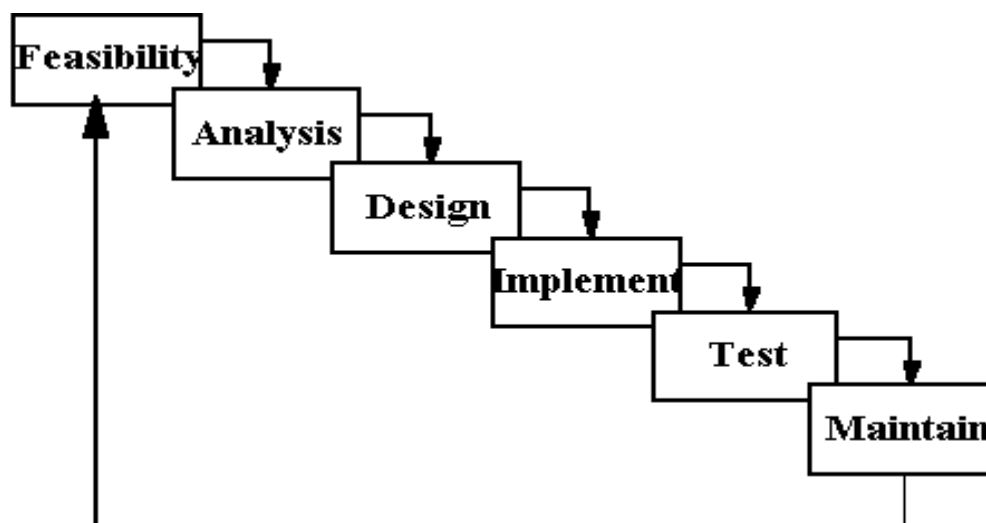 Feasibility
Analysis
Design
Implement
Test
Maintain